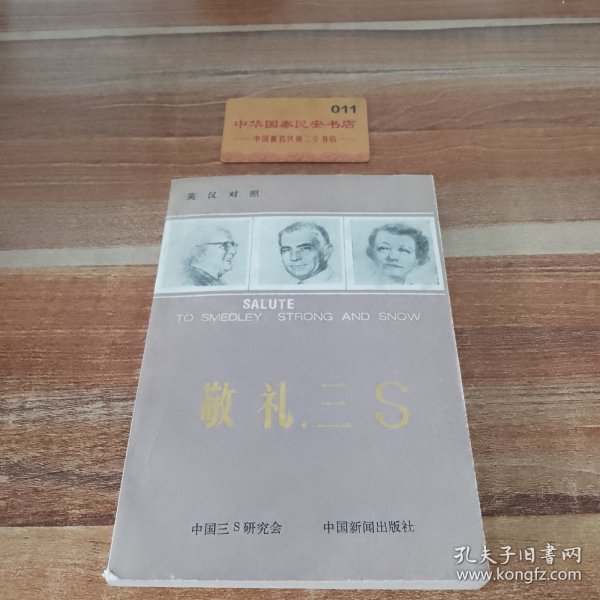 011
中华国泰民安书店
中国著名铁质二手书店
英汉对照
SALUTE
TO SMEDLEY, STRONG AND SNOW
敬礼,三S
中国三S研究会 中国新闻出版社
孔夫子旧书网
www.kongfz.com